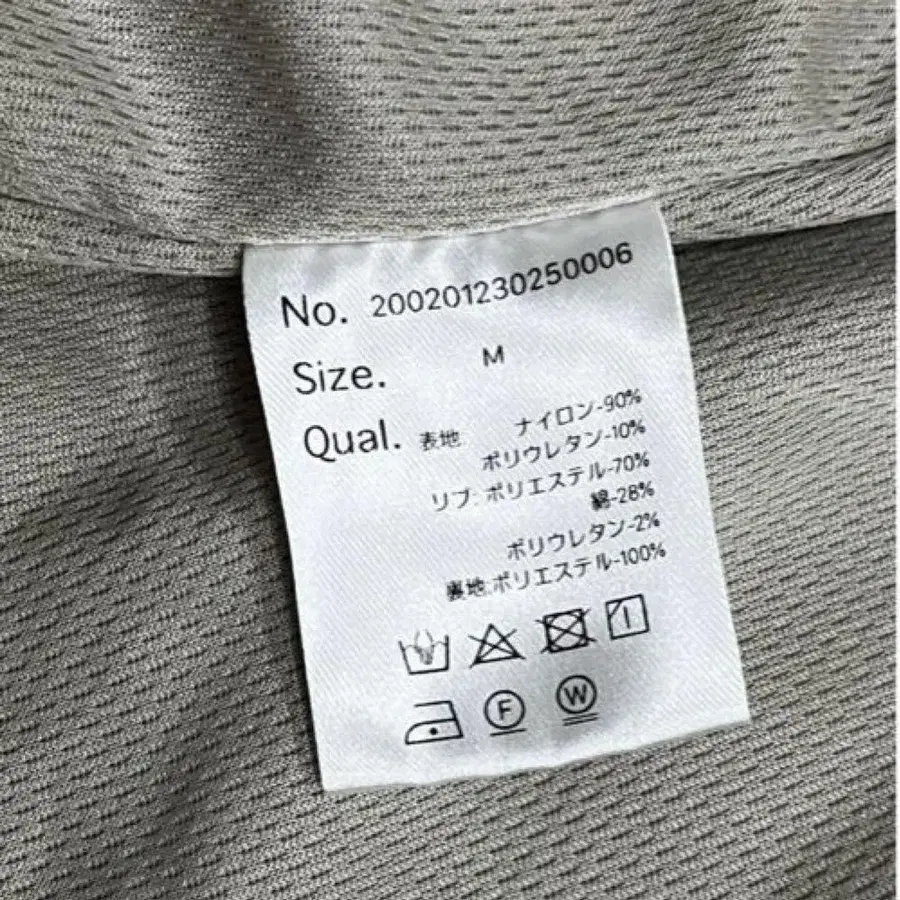 No. 200201230250006
Size. M
Qual. 表地: ナイロン-90%
ポリウレタン-10%
リブ: ポリエステル-70%
綿-28%
ポリウレタン-2%
裏地:ポリエステル-100%
F W